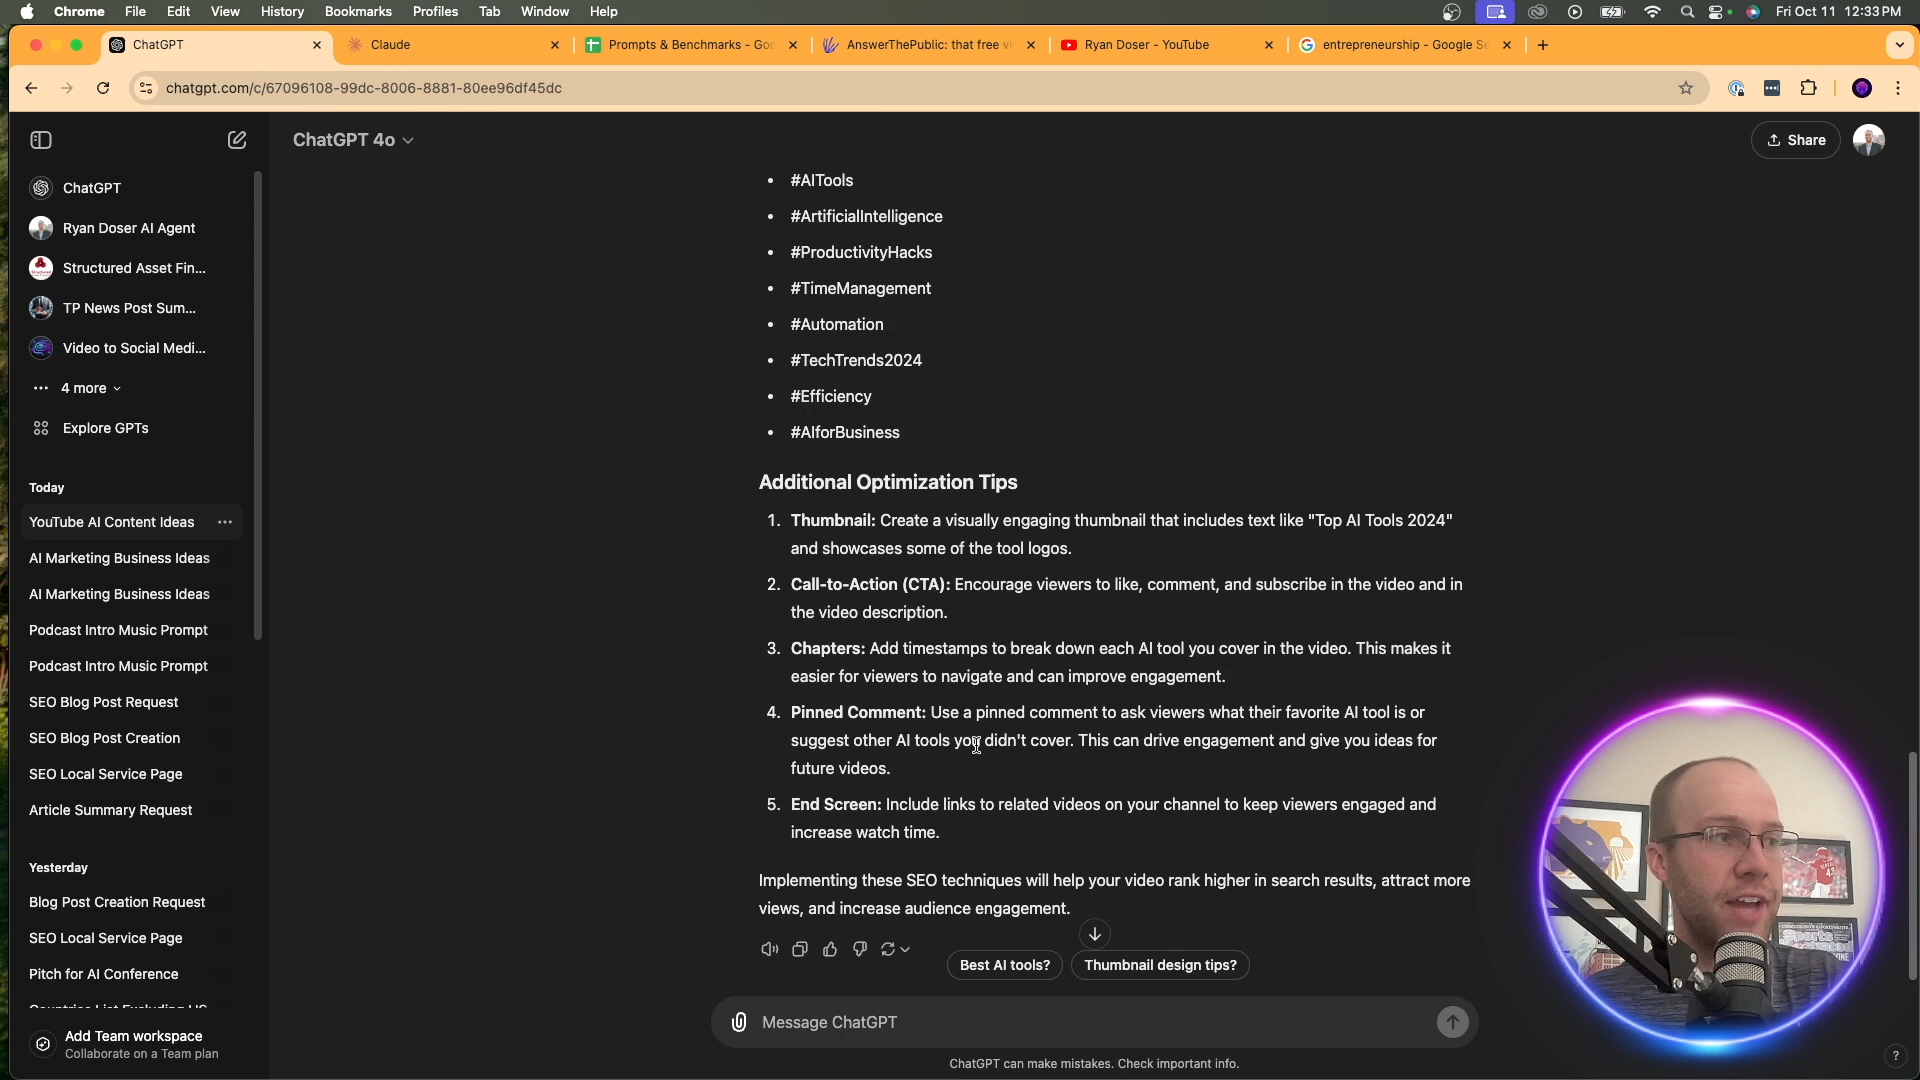 Chrome File Edit View History Bookmarks Profiles Tab Window Help Fri Oct 11 12:33 PM
ChatGPT Claude Prompts & Benchmarks - Goo AnswerThePublic: that free vi Ryan Doser - YouTube entrepreneurship - Google Se
chatgpt.com/c/67096108-99dc-8006-8881-80ee96df45dc
ChatGPT 4o Share
ChatGPT
Ryan Doser AI Agent
Structured Asset Fin...
TP News Post Sum...
Video to Social Medi...
4 more
Explore GPTs
Today
YouTube AI Content Ideas
AI Marketing Business Ideas
AI Marketing Business Ideas
Podcast Intro Music Prompt
Podcast Intro Music Prompt
SEO Blog Post Request
SEO Blog Post Creation
SEO Local Service Page
Article Summary Request
Yesterday
Blog Post Creation Request
SEO Local Service Page
Pitch for AI Conference
Add Team workspace
Collaborate on a Team plan
• #AITools
• #ArtificialIntelligence
• #ProductivityHacks
• #TimeManagement
• #Automation
• #TechTrends2024
• #Efficiency
• #AIforBusiness
Additional Optimization Tips
1. Thumbnail: Create a visually engaging thumbnail that includes text like "Top AI Tools 2024"
and showcases some of the tool logos.
2. Call-to-Action (CTA): Encourage viewers to like, comment, and subscribe in the video and in
the video description.
3. Chapters: Add timestamps to break down each AI tool you cover in the video. This makes it
easier for viewers to navigate and can improve engagement.
4. Pinned Comment: Use a pinned comment to ask viewers what their favorite AI tool is or
suggest other AI tools you didn't cover. This can drive engagement and give you ideas for
future videos.
5. End Screen: Include links to related videos on your channel to keep viewers engaged and
increase watch time.
Implementing these SEO techniques will help your video rank higher in search results, attract more
views, and increase audience engagement.
Best AI tools? Thumbnail design tips?
Message ChatGPT
ChatGPT can make mistakes. Check important info.
?